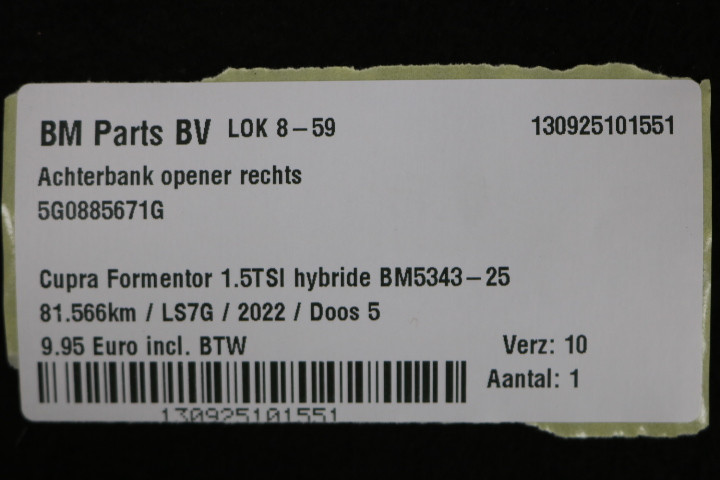 BM Parts BV LOK 8-59 130925101551
Achterbank opener rechts
5G0885671G
Cupra Formentor 1.5TSI hybride BM5343-25
81.566km / LS7G / 2022 / Doos 5
9.95 Euro incl. BTW Verz: 10
Aantal: 1
130925101551